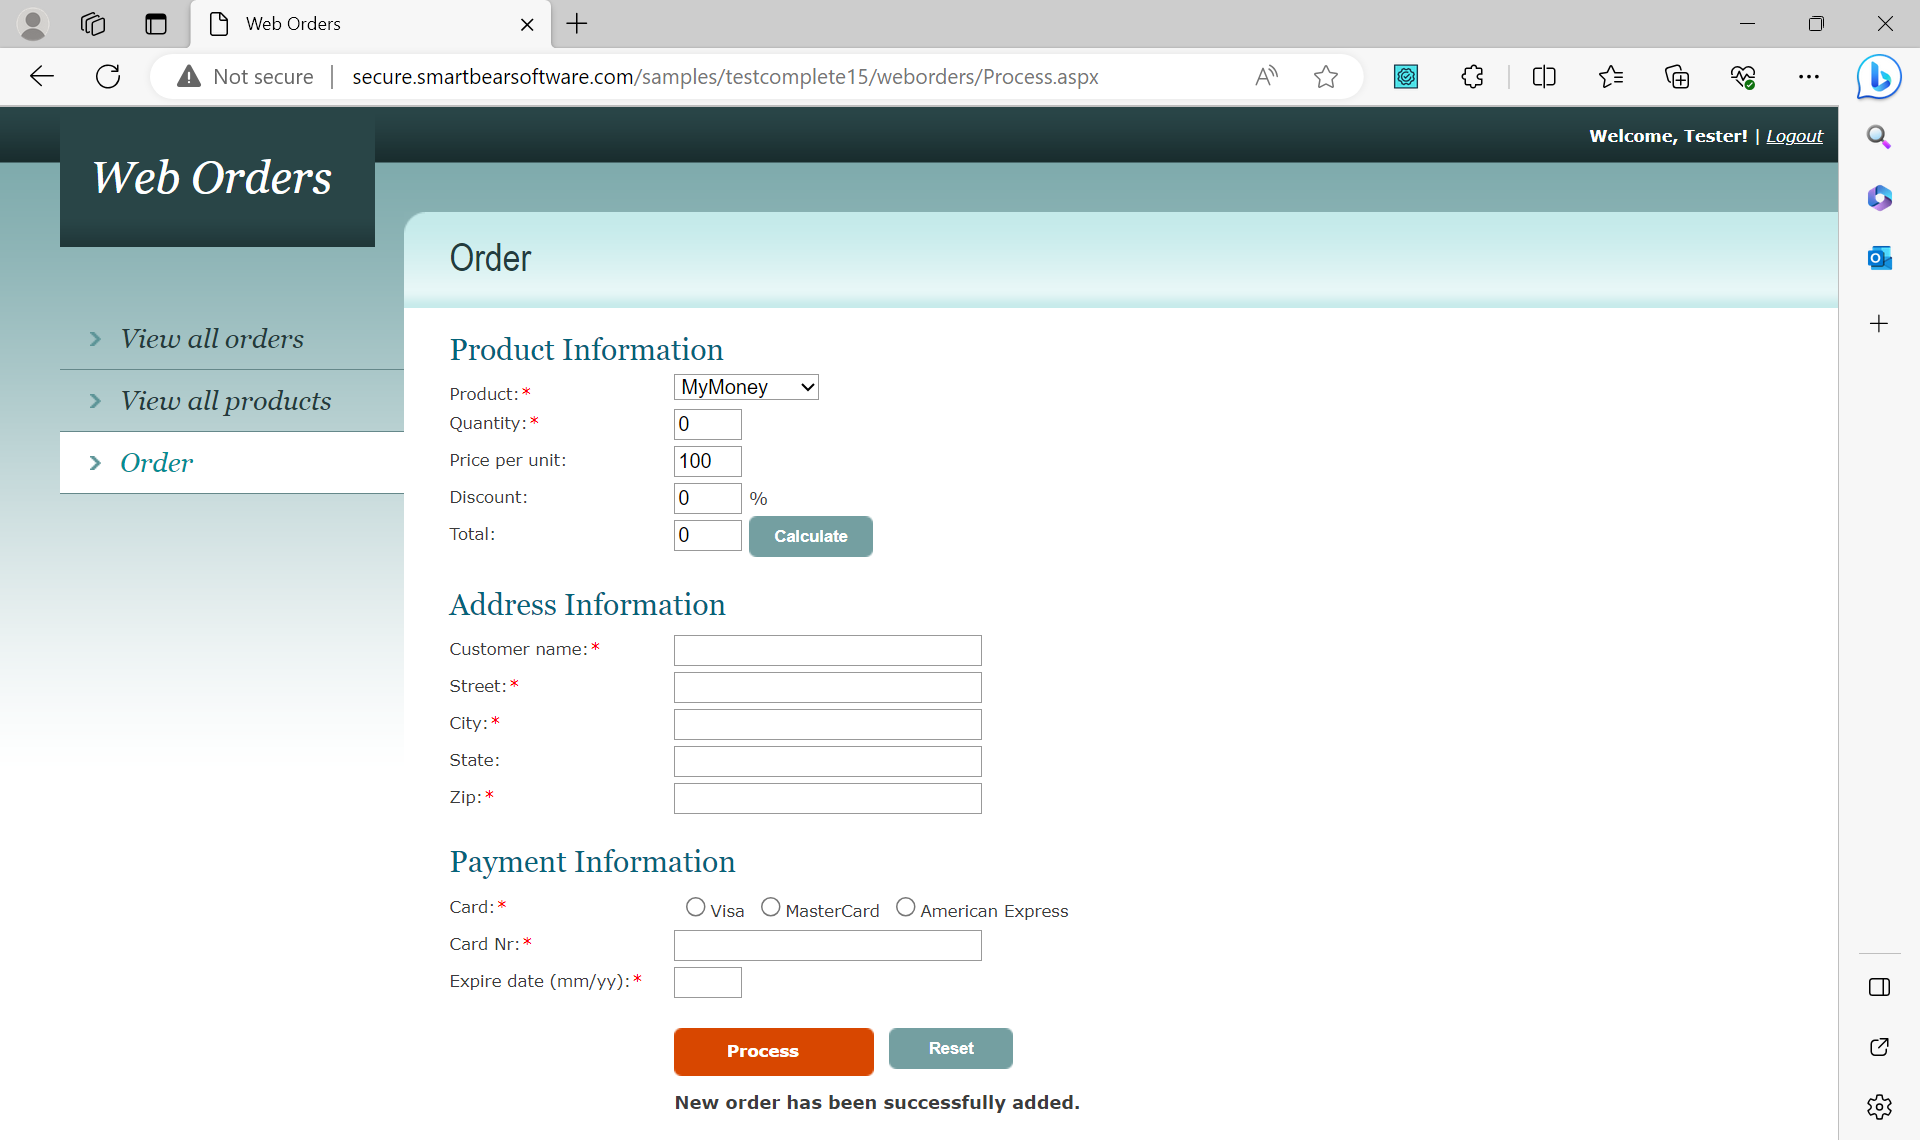 Web Orders
Not secure
secure.smartbearsoftware.com/samples/testcomplete15/weborders/Process.aspx
Welcome, Tester! | Logout
Web Orders
Order
View all orders
View all products
Order
Product Information
Product:* MyMoney
Quantity:* 0
Price per unit: 100
Discount: 0 %
Total: 0 Calculate
Address Information
Customer name:*
Street:*
City:*
State:
Zip:*
Payment Information
Card:* Visa MasterCard American Express
Card Nr:*
Expire date (mm/yy):*
Process Reset
New order has been successfully added.